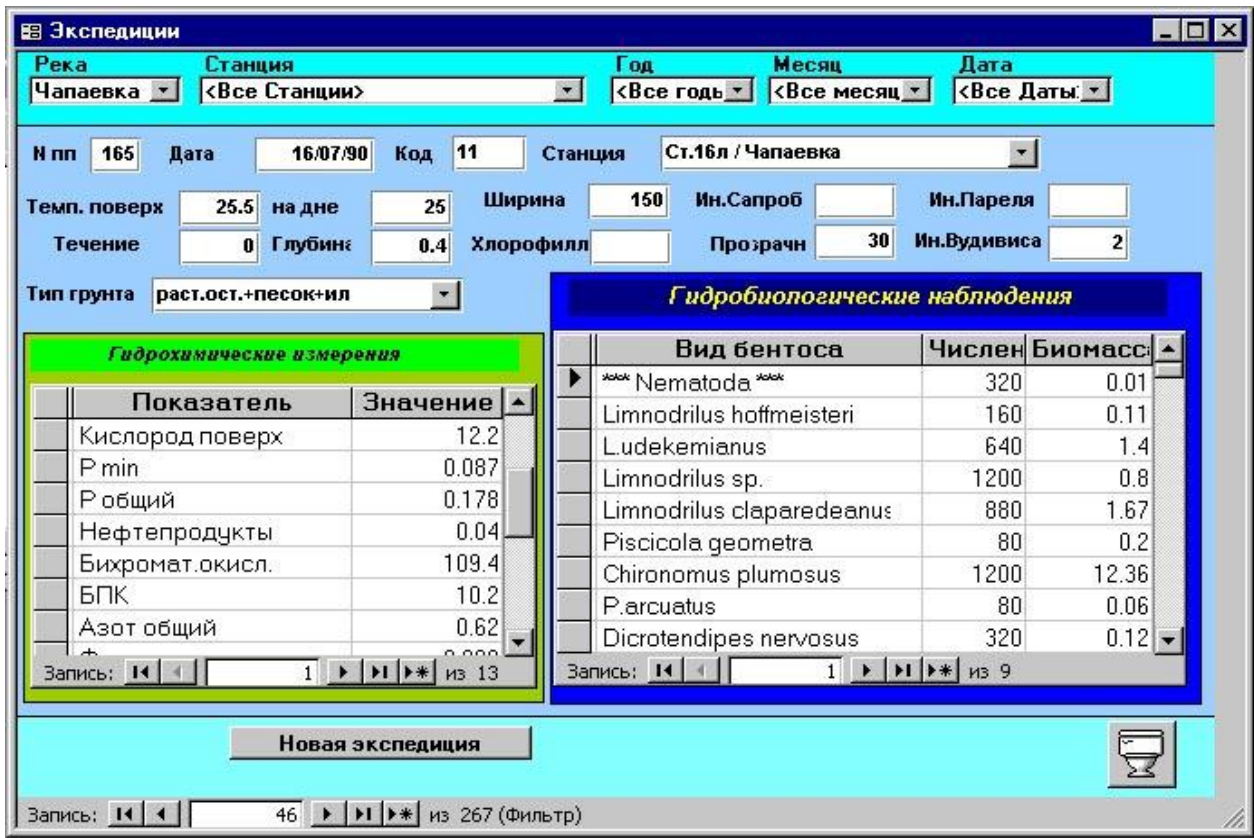 Экспедиции
Река Станция Год Месяц Дата
Чапаевка <Все Станции> <Все годы <Все месяц <Все Даты:
N пп 165 Дата 16/07/90 Код 11 Станция Ст.16л / Чапаевка
Темп. поверх 25.5 на дне 25 Ширина 150 Ин.Сапроб Ин.Пареля
Течение 0 Глубина 0.4 Хлорофилл Прозрачн 30 Ин.Вудивиса 2
Тип грунта раст.ост.+песок+ил
Гидрохимические измерения
Показатель Значение
Кислород поверх 12.2
P min 0.087
Р общий 0.178
Нефтепродукты 0.04
Бихромат.окисл. 109.4
БПК 10.2
Азот общий 0.62
Запись: 1 из 13
Гидробиологические наблюдения
Вид бентоса Числен Биомасса
*** Nematoda *** 320 0.01
Limnodrilus hoffmeisteri 160 0.11
L.udekemianus 640 1.4
Limnodrilus sp. 1200 0.8
Limnodrilus claparedeanus 880 1.67
Piscicola geometra 80 0.2
Chironomus plumosus 1200 12.36
P.arcuatus 80 0.06
Dicrotendipes nervosus 320 0.12
Запись: 1 из 9
Новая экспедиция
Запись: 46 из 267 (Фильтр)